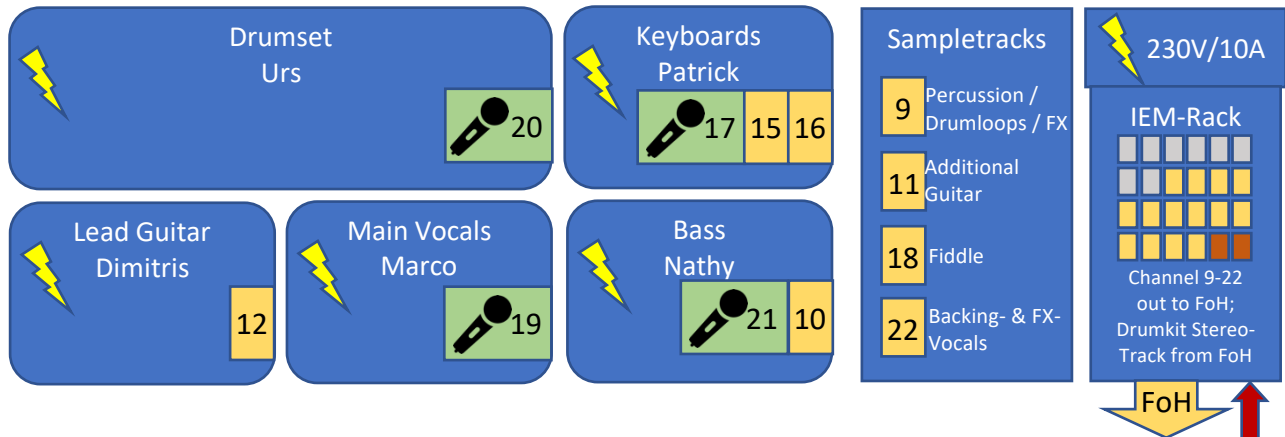 Drumset
Urs
20
Keyboards
Patrick
17 15 16
Lead Guitar
Dimitris
12
Main Vocals
Marco
19
Bass
Nathy
21 10
Sampletracks
9 Percussion /
Drumloops / FX
11 Additional
Guitar
18 Fiddle
22 Backing- & FX-
Vocals
230V/10A
IEM-Rack
Channel 9-22
out to FoH;
Drumkit Stereo-
Track from FoH
FoH